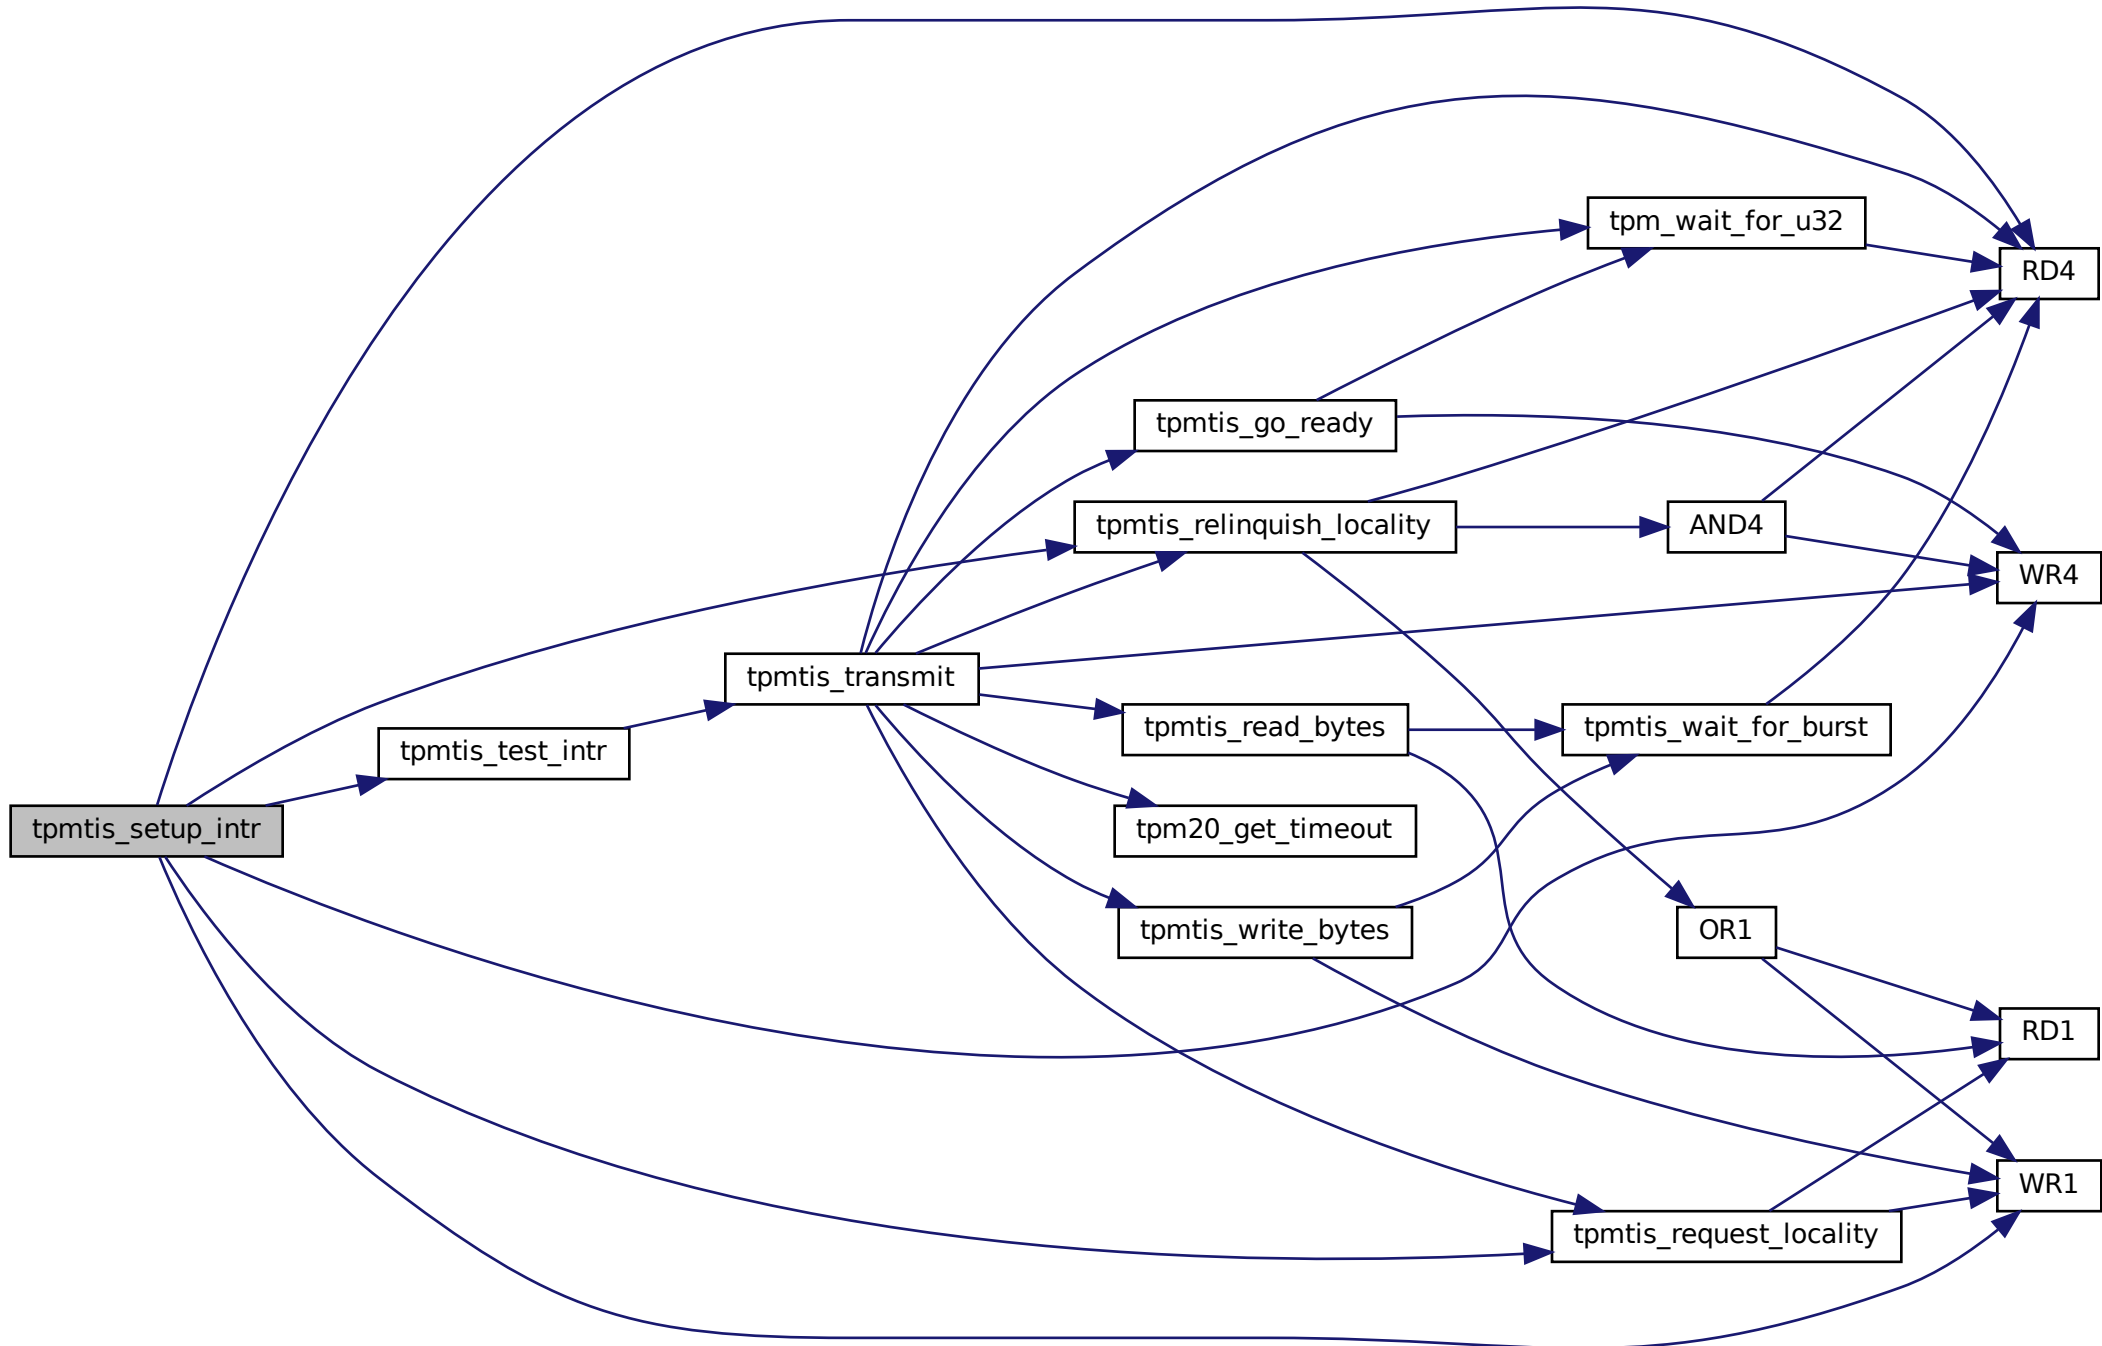 tpm_wait_for_u32
RD4
tpmtis_go_ready
tpmtis_relinquish_locality
AND4
WR4
tpmtis_transmit
tpmtis_read_bytes
tpmtis_wait_for_burst
tpmtis_test_intr
tpmtis_setup_intr
tpm20_get_timeout
tpmtis_write_bytes
OR1
RD1
WR1
tpmtis_request_locality